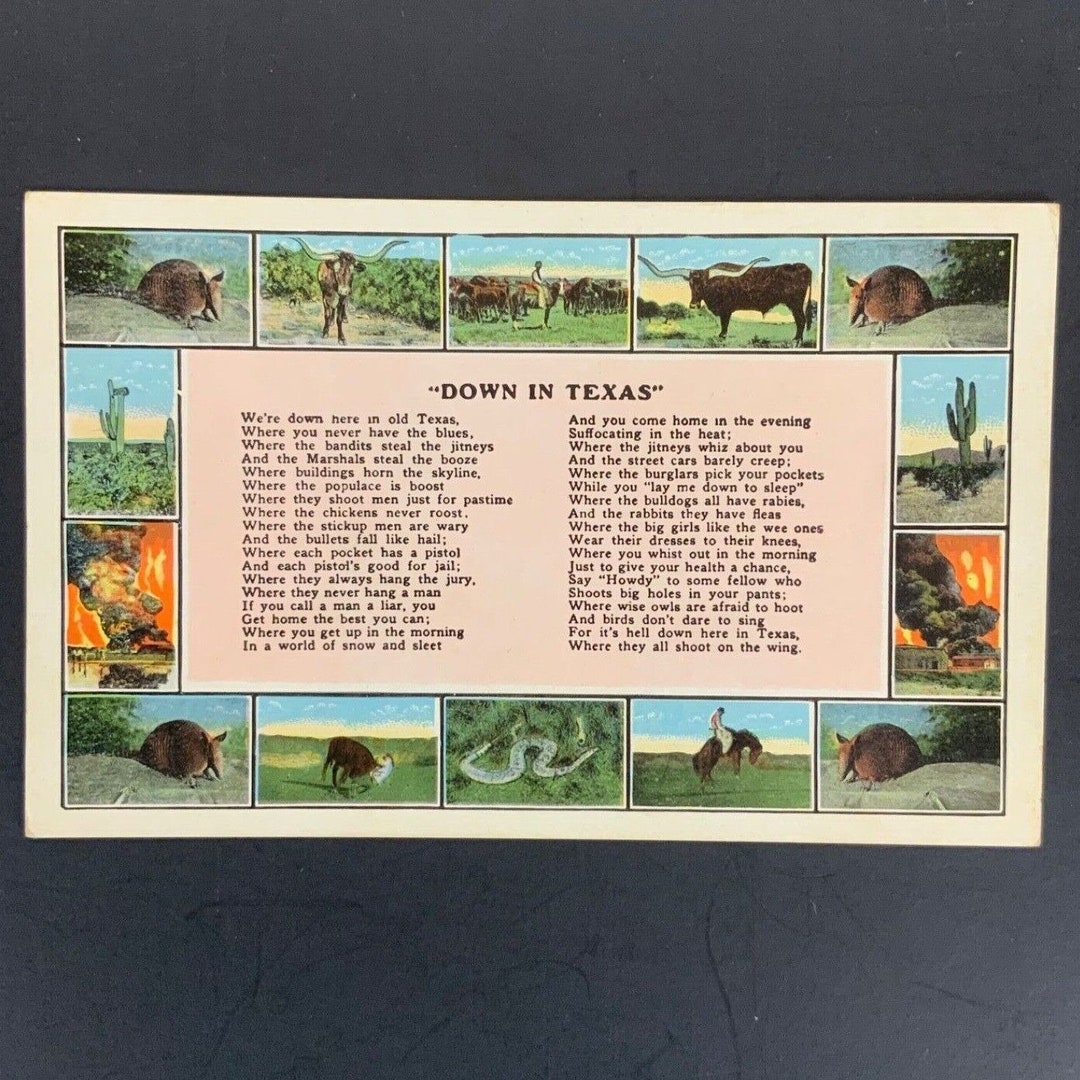 "DOWN IN TEXAS"
We're down here in old Texas,
Where you never have the blues,
Where the bandits steal the jitneys
And the Marshals steal the booze
Where buildings horn the skyline,
Where the populace is boost
Where they shoot men just for pastime
Where the chickens never roost.
Where the stickup men are wary
And the bullets fall like hail;
Where each pocket has a pistol
And each pistol's good for jail;
Where they always hang the jury,
Where they never hang a man
If you call a man a liar, you
Get home the best you can;
Where you get up in the morning
In a world of snow and sleet
And you come home in the evening
Suffocating in the heat;
Where the jitneys whiz about you
And the street cars barely creep;
Where the burglars pick your pockets
While you "lay me down to sleep"
Where the bulldogs all have rabies,
And the rabbits they have fleas
Where the big girls like the wee ones
Wear their dresses to their knees,
Where you whist out in the morning
Just to give your health a chance,
Say "Howdy" to some fellow who
Shoots big holes in your pants;
Where wise owls are afraid to hoot
And birds don't dare to sing
For it's hell down here in Texas,
Where they all shoot on the wing.